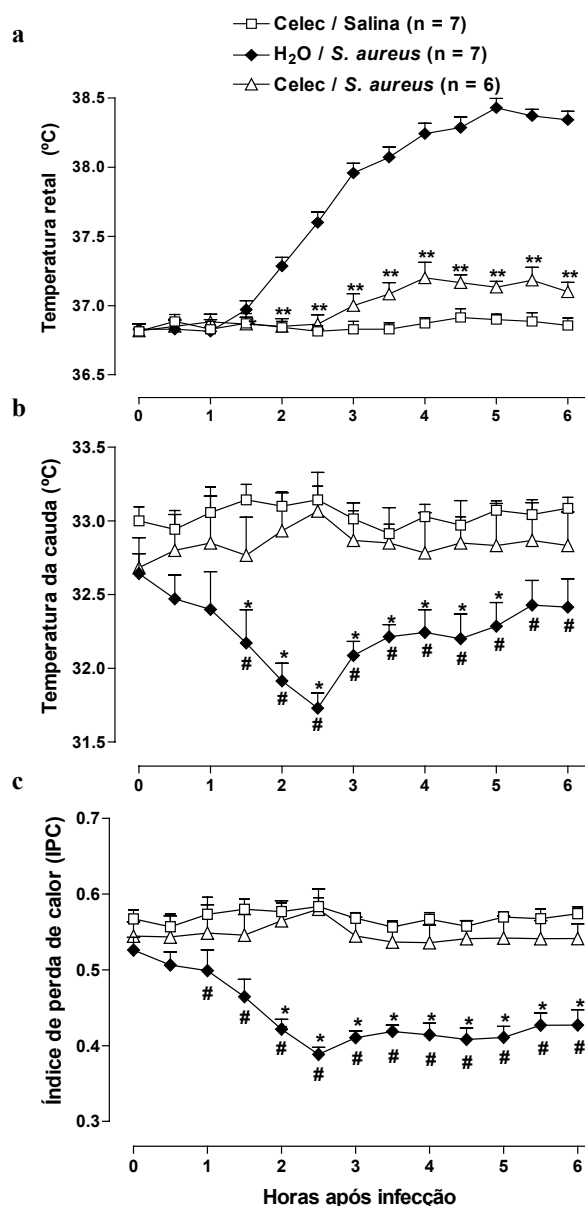 a
Celec / Salina (n = 7)
H₂O / S. aureus (n = 7)
Celec / S. aureus (n = 6)
Temperatura retal (ºC)
38.5
38.0
37.5
37.0
36.5
* ** ** ** ** ** ** ** ** **
0 1 2 3 4 5 6
b
Temperatura da cauda (ºC)
33.5
33.0
32.5
32.0
31.5
* * * * * * * *
# # # # # # # # # #
0 1 2 3 4 5 6
c
Índice de perda de calor (IPC)
0.7
0.6
0.5
0.4
0.3
* * * * * * * * *
# # # # # # # # # # #
0 1 2 3 4 5 6
Horas após infecção